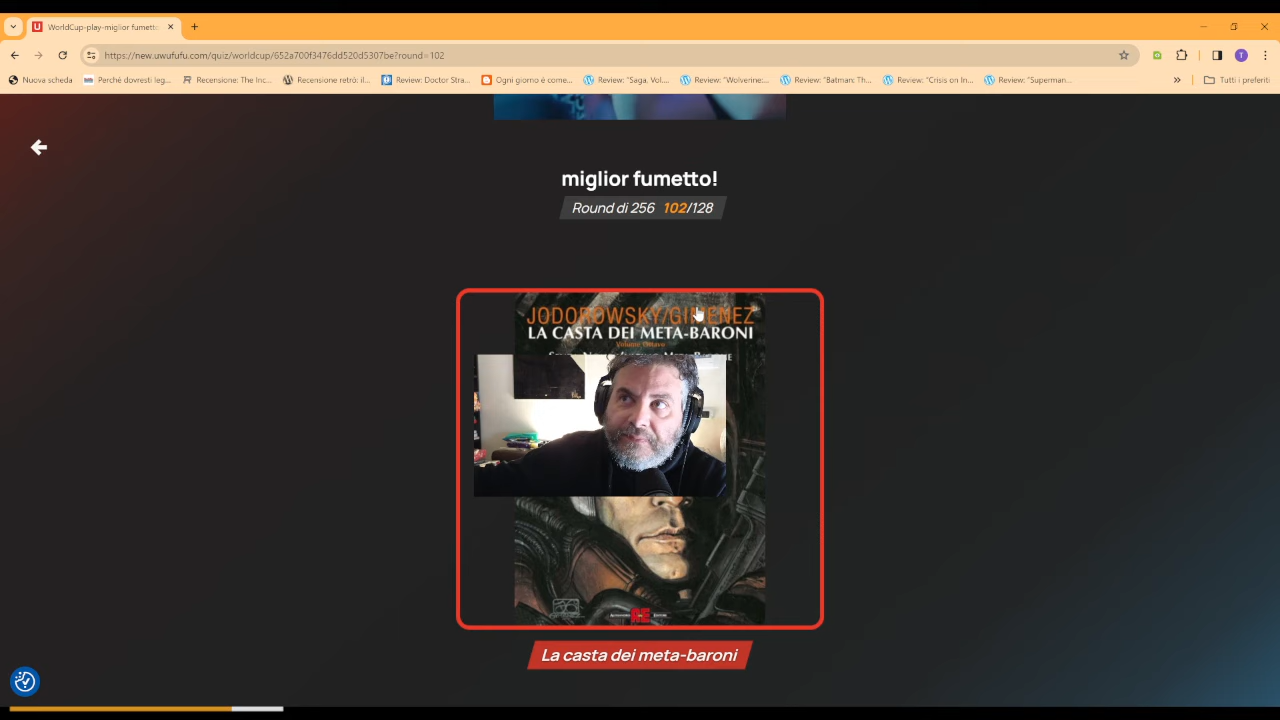 WorldCup-play-miglior fumetto
https://new.uwufufu.com/quiz/worldcup/652a700f3476dd520d5307be?round=102
Nuova scheda
Perché dovresti leg...
Recensione: The Inc...
Recensione retrò: il...
Review: Doctor Stra...
Ogni giorno è come...
Review: "Saga, Vol....
Review: "Wolverine:...
Review: "Batman: Th...
Review: "Crisis on In...
Review: "Superman...
Tutti i preferiti
miglior fumetto!
Round di 256 102/128
JODOROWSKY/GIMENEZ
LA CASTA DEI META-BARONI
Volume Ottavo
La casta dei meta-baroni